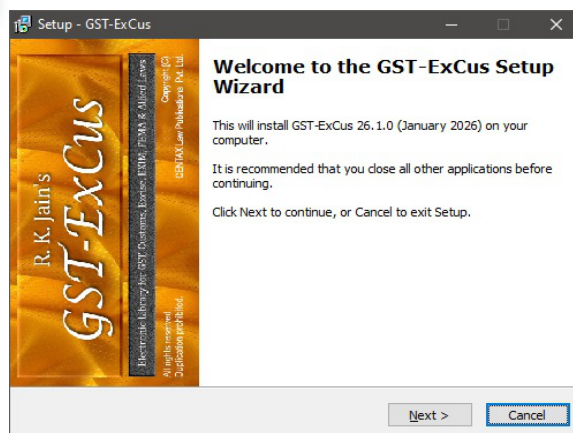 Setup - GST-ExCus
R. K. Jain's
GST-ExCus
Electronic Library for GST, Customs, Excise, EXIM, FEMA & Allied Laws
All rights reserved.
Duplication prohibited.
Copyright (C)
CENTAX Law Publications Pvt. Ltd.
Welcome to the GST-ExCus Setup
Wizard
This will install GST-ExCus 26.1.0 (January 2026) on your
computer.
It is recommended that you close all other applications before
continuing.
Click Next to continue, or Cancel to exit Setup.
Next >
Cancel